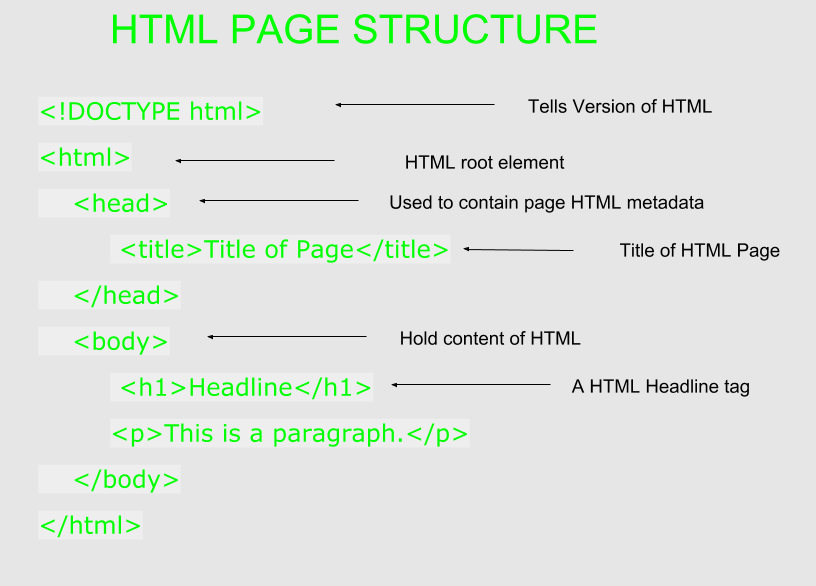 HTML PAGE STRUCTURE
<!DOCTYPE html> Tells Version of HTML
<html> HTML root element
<head> Used to contain page HTML metadata
<title>Title of Page</title> Title of HTML Page
</head>
<body> Hold content of HTML
<h1>Headline</h1> A HTML Headline tag
<p>This is a paragraph.</p>
</body>
</html>